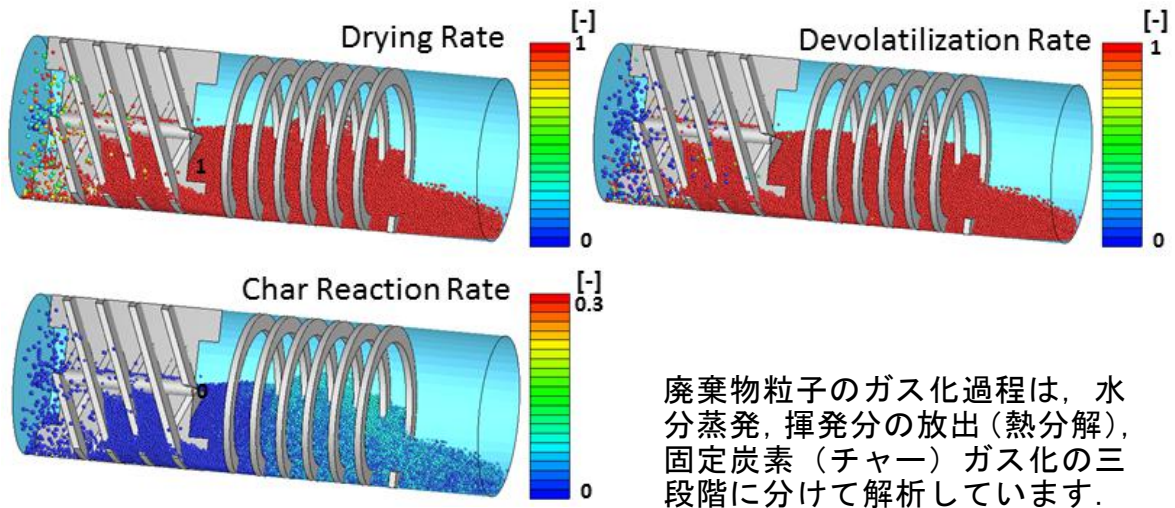 Drying Rate
[-]
1
1
0
Devolatilization Rate
[-]
1
0
Char Reaction Rate
[-]
0.3
0
0
廃棄物粒子のガス化過程は，水
分蒸発，揮発分の放出（熱分解），
固定炭素（チャー）ガス化の三
段階に分けて解析しています．